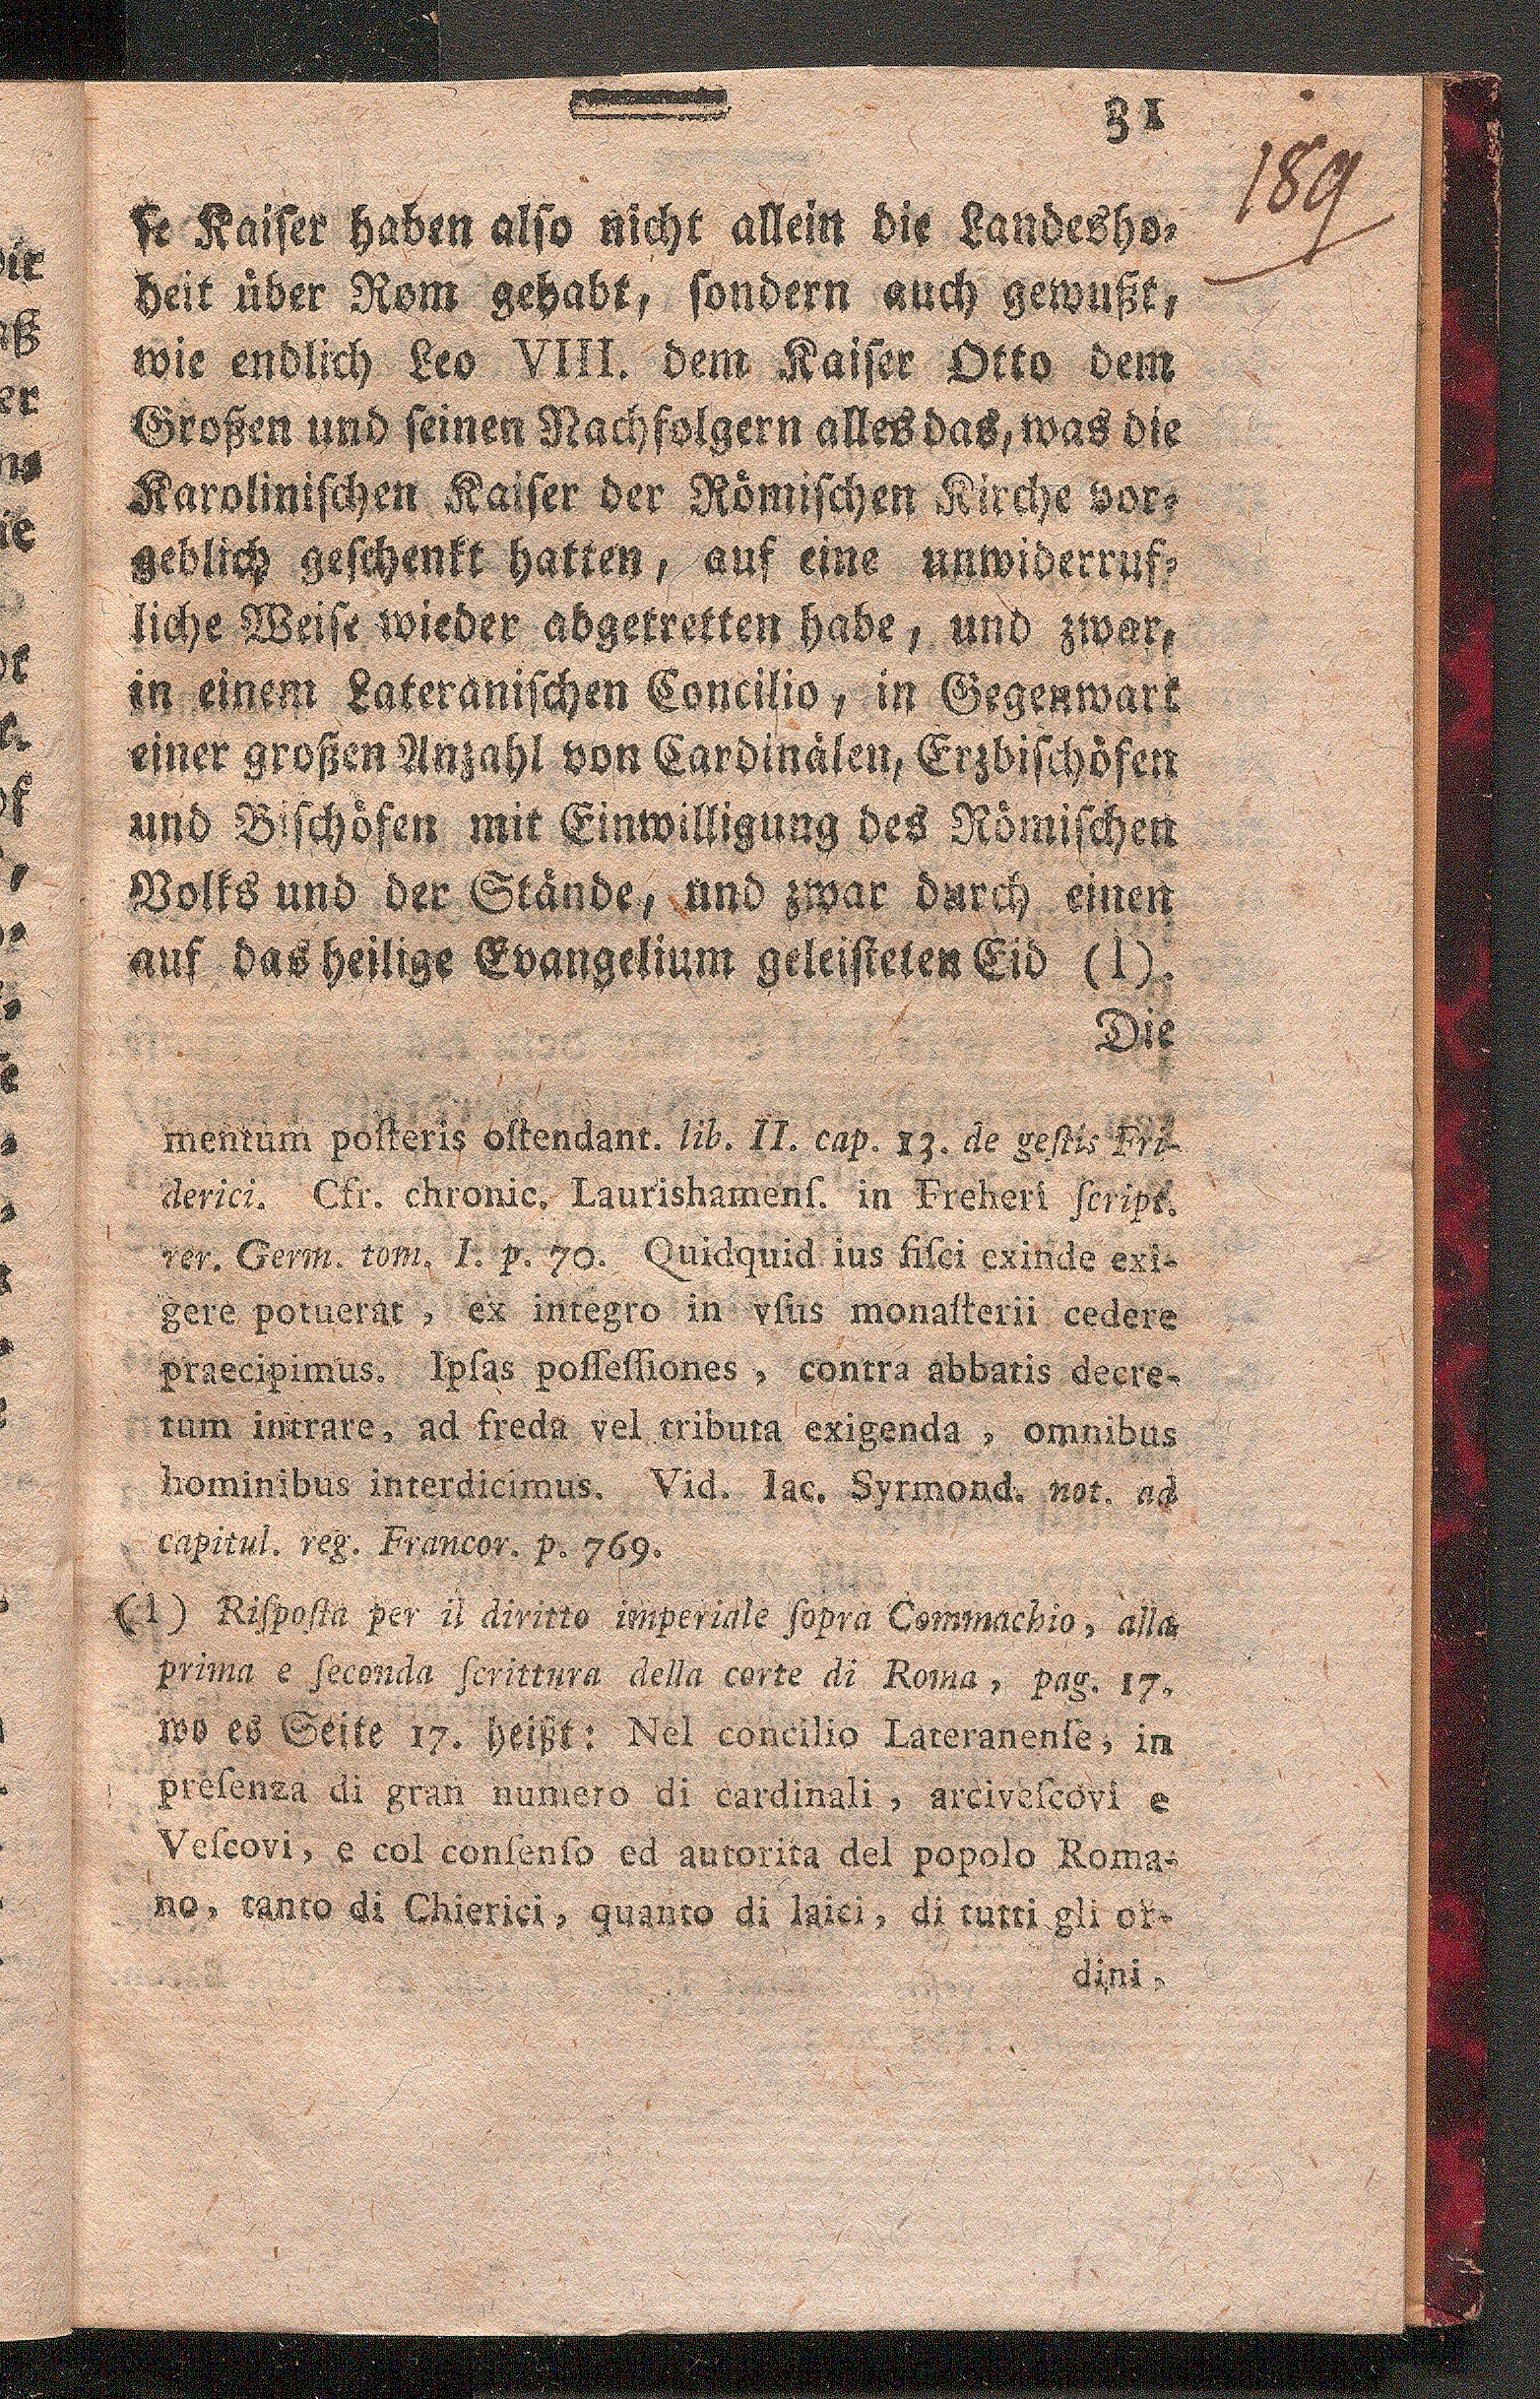 31
189
ſe Kaiſer haben alſo nicht allein die Landesho⸗
heit über Rom gehabt, ſondern auch gewußt,
wie endlich Leo VIII. dem Kaiſer Otto dem
Großen und ſeinen Nachfolgern alles das, was die
Karoliniſchen Kaiſer der Römiſchen Kirche vor⸗
geblich geſchenkt hatten, auf eine unwiderruf⸗
liche Weiſe wieder abgetretten habe, und zwar,
in einem Lateraniſchen Concilio, in Gegenwart
einer großen Anzahl von Cardinälen, Erzbiſchöfen
und Biſchöfen mit Einwilligung des Römiſchen
Volks und der Stände, und zwar durch einen
auf das heilige Evangelium geleiſteten Eid (l).
Die
mentum poſteris oſtendant. lib. II. cap. 13. de geſtis Fri-
derici. Cfr. chronic. Laurishamenſ. in Freheri ſcript.
rer. Germ. tom. I. p. 70. Quidquid ius fiſci exinde exi-
gere potuerat, ex integro in vſus monaſterii cedere
praecipimus. Ipſas poſſeſſiones, contra abbatis decre-
tum intrare, ad freda vel tributa exigenda, omnibus
hominibus interdicimus. Vid. Iac. Syrmond. not. ad
capitul. reg. Francor. p. 769.
(l) Riſpoſta per il diritto imperiale ſopra Commachio, alla
prima e ſeconda ſcrittura della corte di Roma, pag. 17.
wo es Seite 17. heißt: Nel concilio Lateranenſe, in
preſenza di gran numero di cardinali, arciveſcovi e
Veſcovi, e col conſenſo ed autorita del popolo Roma-
no, tanto di Chierici, quanto di laici, di tutti gli or-
dini,